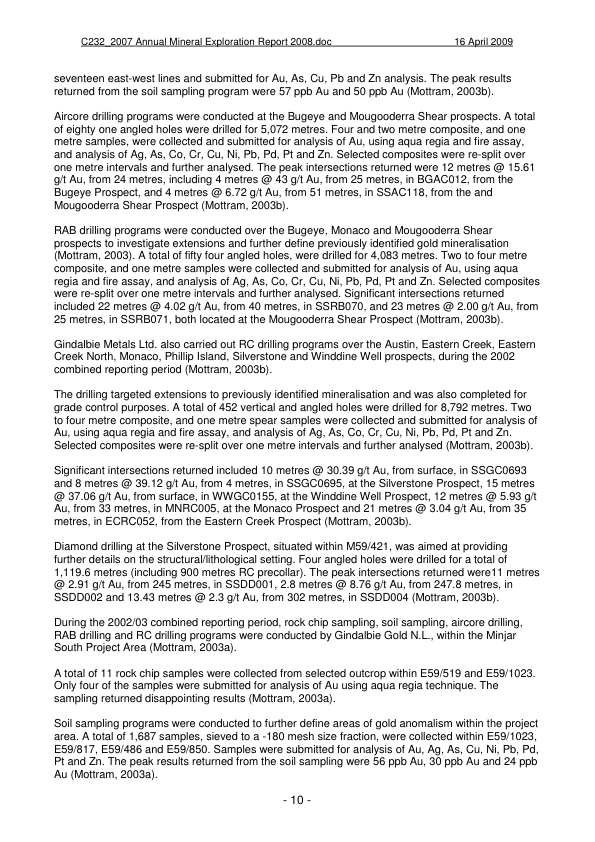 C232_2007 Annual Mineral Exploration Report 2008.doc 16 April 2009
seventeen east-west lines and submitted for Au, As, Cu, Pb and Zn analysis. The peak results
returned from the soil sampling program were 57 ppb Au and 50 ppb Au (Mottram, 2003b).
Aircore drilling programs were conducted at the Bugeye and Mougooderra Shear prospects. A total
of eighty one angled holes were drilled for 5,072 metres. Four and two metre composite, and one
metre samples, were collected and submitted for analysis of Au, using aqua regia and fire assay,
and analysis of Ag, As, Co, Cr, Cu, Ni, Pb, Pd, Pt and Zn. Selected composites were re-split over
one metre intervals and further analysed. The peak intersections returned were 12 metres @ 15.61
g/t Au, from 24 metres, including 4 metres @ 43 g/t Au, from 25 metres, in BGAC012, from the
Bugeye Prospect, and 4 metres @ 6.72 g/t Au, from 51 metres, in SSAC118, from the and
Mougooderra Shear Prospect (Mottram, 2003b).
RAB drilling programs were conducted over the Bugeye, Monaco and Mougooderra Shear
prospects to investigate extensions and further define previously identified gold mineralisation
(Mottram, 2003). A total of fifty four angled holes, were drilled for 4,083 metres. Two to four metre
composite, and one metre samples were collected and submitted for analysis of Au, using aqua
regia and fire assay, and analysis of Ag, As, Co, Cr, Cu, Ni, Pb, Pd, Pt and Zn. Selected composites
were re-split over one metre intervals and further analysed. Significant intersections returned
included 22 metres @ 4.02 g/t Au, from 40 metres, in SSRB070, and 23 metres @ 2.00 g/t Au, from
25 metres, in SSRB071, both located at the Mougooderra Shear Prospect (Mottram, 2003b).
Gindalbie Metals Ltd. also carried out RC drilling programs over the Austin, Eastern Creek, Eastern
Creek North, Monaco, Phillip Island, Silverstone and Winddine Well prospects, during the 2002
combined reporting period (Mottram, 2003b).
The drilling targeted extensions to previously identified mineralisation and was also completed for
grade control purposes. A total of 452 vertical and angled holes were drilled for 8,792 metres. Two
to four metre composite, and one metre spear samples were collected and submitted for analysis of
Au, using aqua regia and fire assay, and analysis of Ag, As, Co, Cr, Cu, Ni, Pb, Pd, Pt and Zn.
Selected composites were re-split over one metre intervals and further analysed (Mottram, 2003b).
Significant intersections returned included 10 metres @ 30.39 g/t Au, from surface, in SSGC0693
and 8 metres @ 39.12 g/t Au, from 4 metres, in SSGC0695, at the Silverstone Prospect, 15 metres
@ 37.06 g/t Au, from surface, in WWGC0155, at the Winddine Well Prospect, 12 metres @ 5.93 g/t
Au, from 33 metres, in MNRC005, at the Monaco Prospect and 21 metres @ 3.04 g/t Au, from 35
metres, in ECRC052, from the Eastern Creek Prospect (Mottram, 2003b).
Diamond drilling at the Silverstone Prospect, situated within M59/421, was aimed at providing
further details on the structural/lithological setting. Four angled holes were drilled for a total of
1,119.6 metres (including 900 metres RC precollar). The peak intersections returned were11 metres
@ 2.91 g/t Au, from 245 metres, in SSDD001, 2.8 metres @ 8.76 g/t Au, from 247.8 metres, in
SSDD002 and 13.43 metres @ 2.3 g/t Au, from 302 metres, in SSDD004 (Mottram, 2003b).
During the 2002/03 combined reporting period, rock chip sampling, soil sampling, aircore drilling,
RAB drilling and RC drilling programs were conducted by Gindalbie Gold N.L., within the Minjar
South Project Area (Mottram, 2003a).
A total of 11 rock chip samples were collected from selected outcrop within E59/519 and E59/1023.
Only four of the samples were submitted for analysis of Au using aqua regia technique. The
sampling returned disappointing results (Mottram, 2003a).
Soil sampling programs were conducted to further define areas of gold anomalism within the project
area. A total of 1,687 samples, sieved to a -180 mesh size fraction, were collected within E59/1023,
E59/817, E59/486 and E59/850. Samples were submitted for analysis of Au, Ag, As, Cu, Ni, Pb, Pd,
Pt and Zn. The peak results returned from the soil sampling were 56 ppb Au, 30 ppb Au and 24 ppb
Au (Mottram, 2003a).
- 10 -